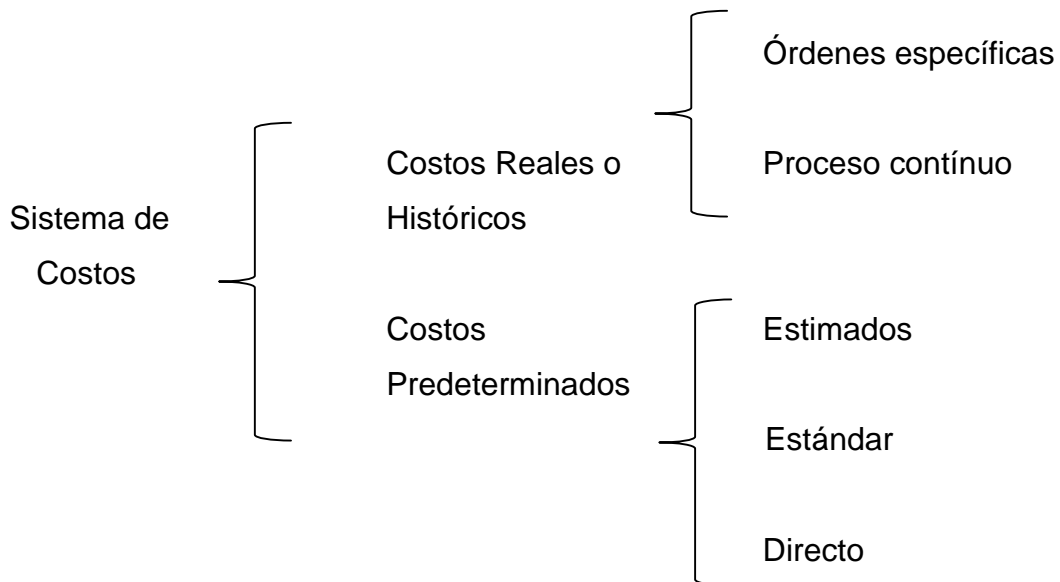 Sistema de
Costos
Costos Reales o
Históricos
Órdenes específicas
Proceso contínuo
Costos
Predeterminados
Estimados
Estándar
Directo